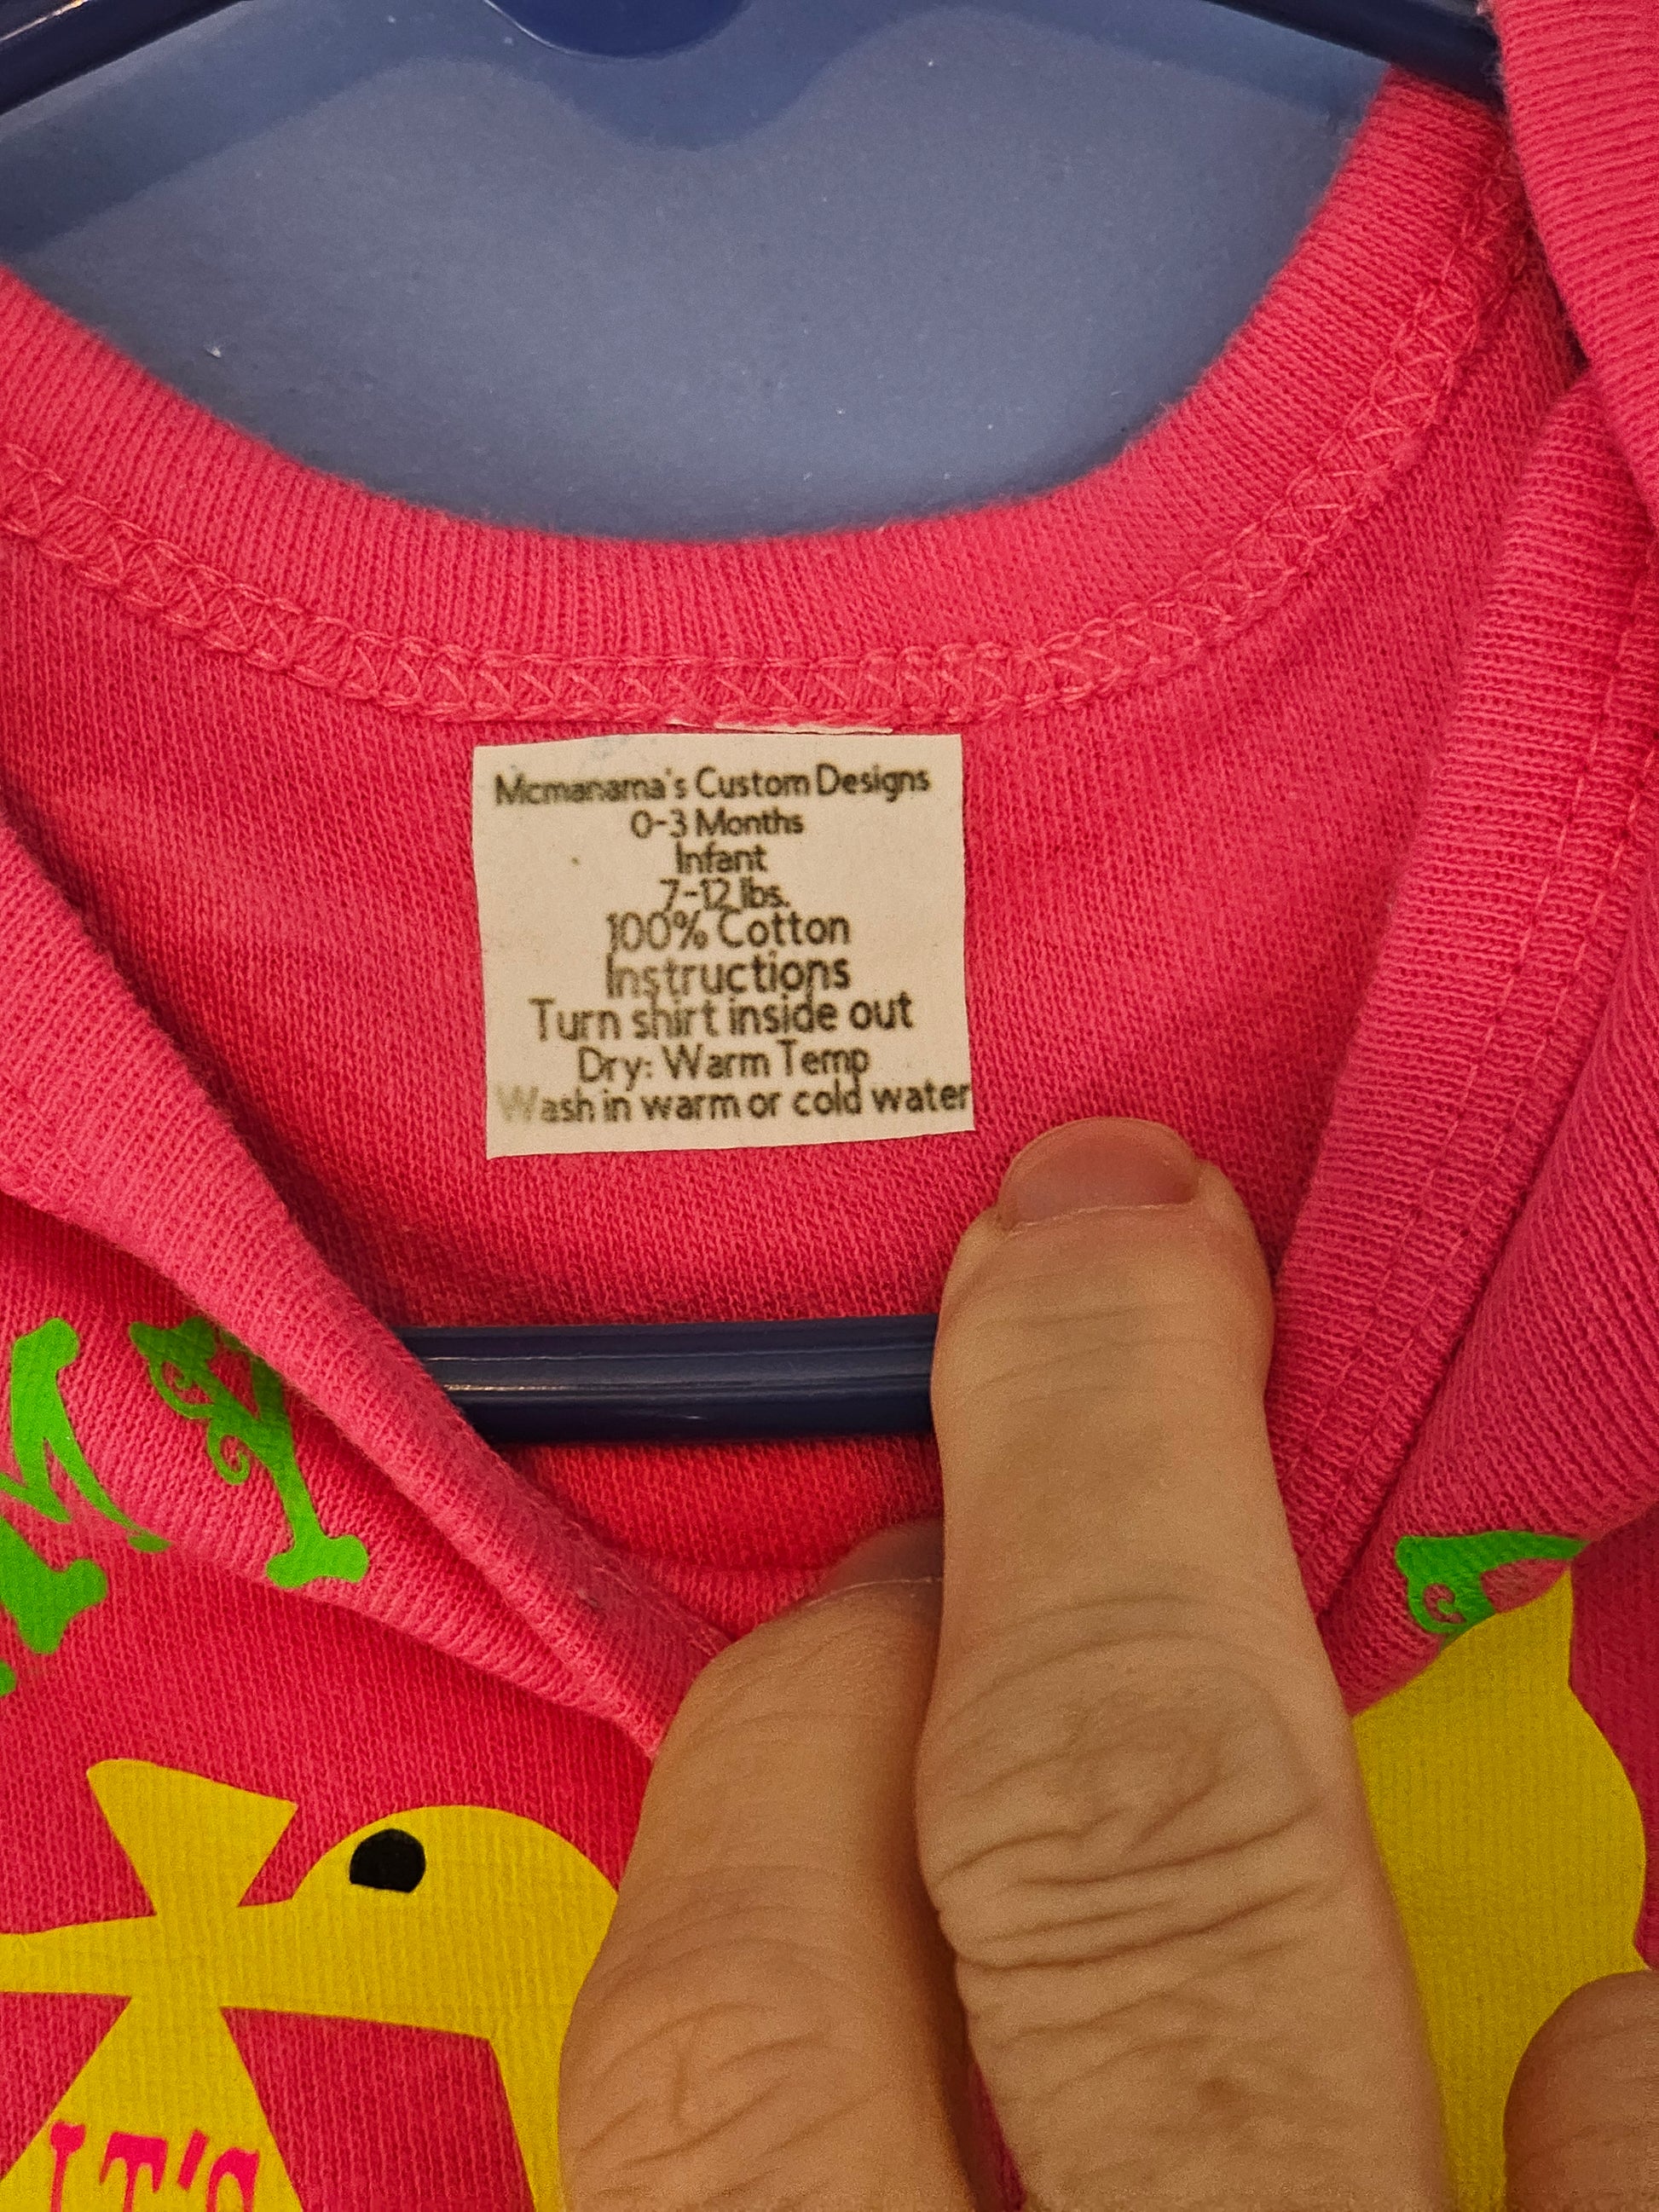 Mcmanama's Custom Designs
0-3 Months
Infant
7-12 lbs.
100% Cotton
Instructions
Turn shirt inside out
Dry: Warm Temp
Wash in warm or cold water
IT'S